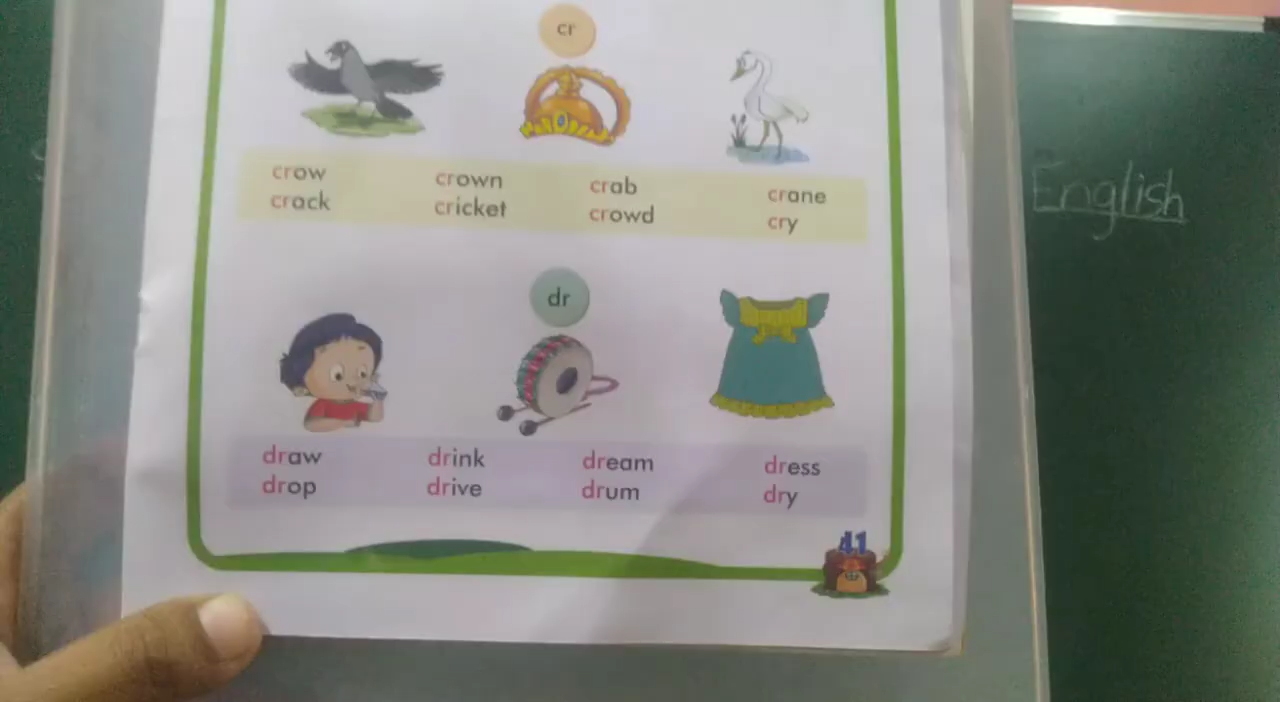 cr
crow crown crab crane
crack cricket crowd cry
dr
draw drink dream dress
drop drive drum dry
41
English